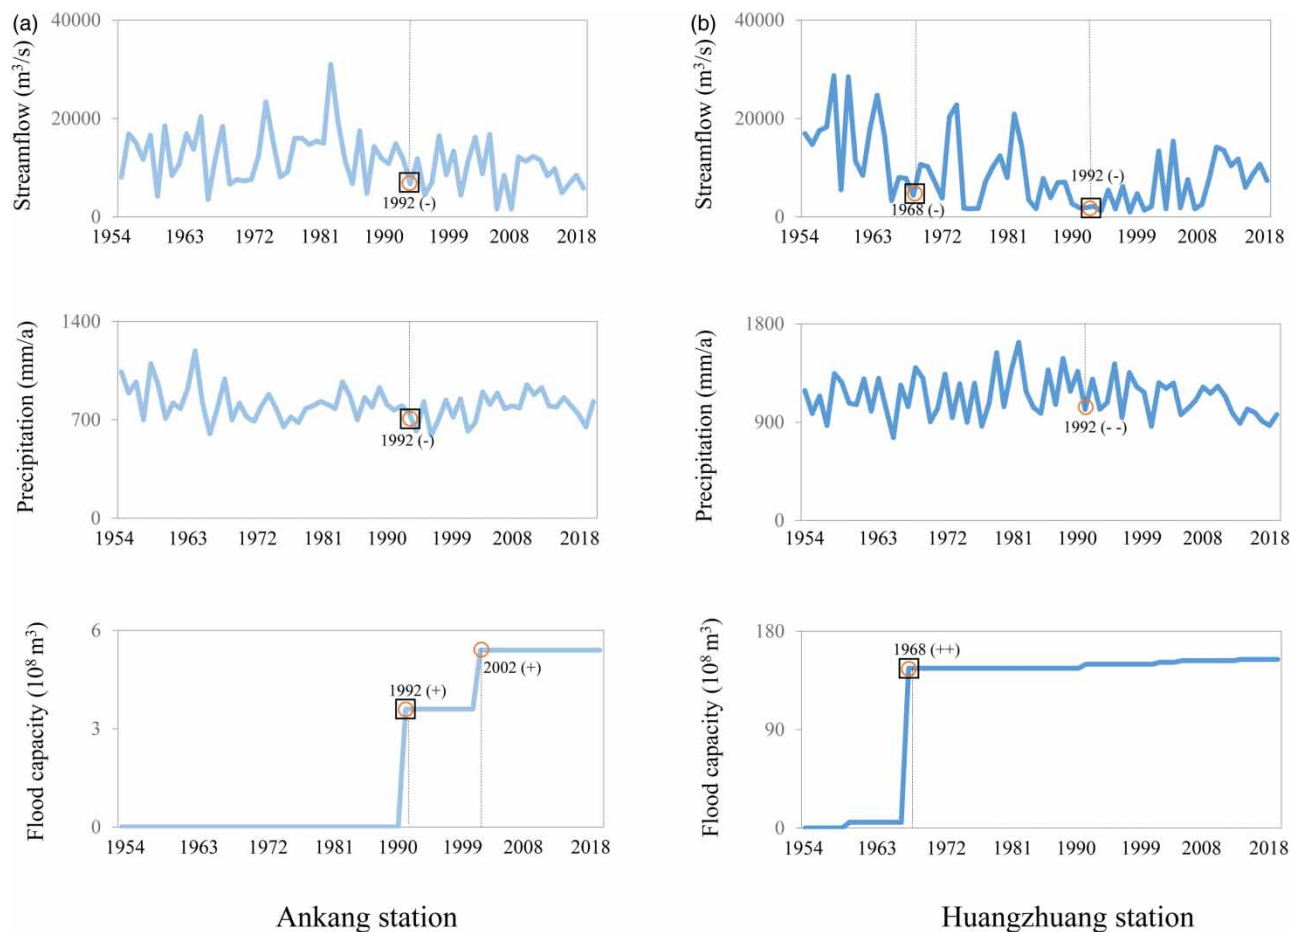 (a)
Streamflow (m³/s)
40000
20000
0
1992 (-)
1954 1963 1972 1981 1990 1999 2008 2018
Precipitation (mm/a)
1400
700
0
1992 (-)
1954 1963 1972 1981 1990 1999 2008 2018
Flood capacity (10⁸ m³)
6
3
0
1992 (+)
2002 (+)
1954 1963 1972 1981 1990 1999 2008 2018
Ankang station
(b)
Streamflow (m³/s)
40000
20000
0
1968 (-)
1992 (-)
1954 1963 1972 1981 1990 1999 2008 2018
Precipitation (mm/a)
1800
900
0
1992 (- -)
1954 1963 1972 1981 1990 1999 2008 2018
Flood capacity (10⁸ m³)
180
90
0
1968 (++)
1954 1963 1972 1981 1990 1999 2008 2018
Huangzhuang station